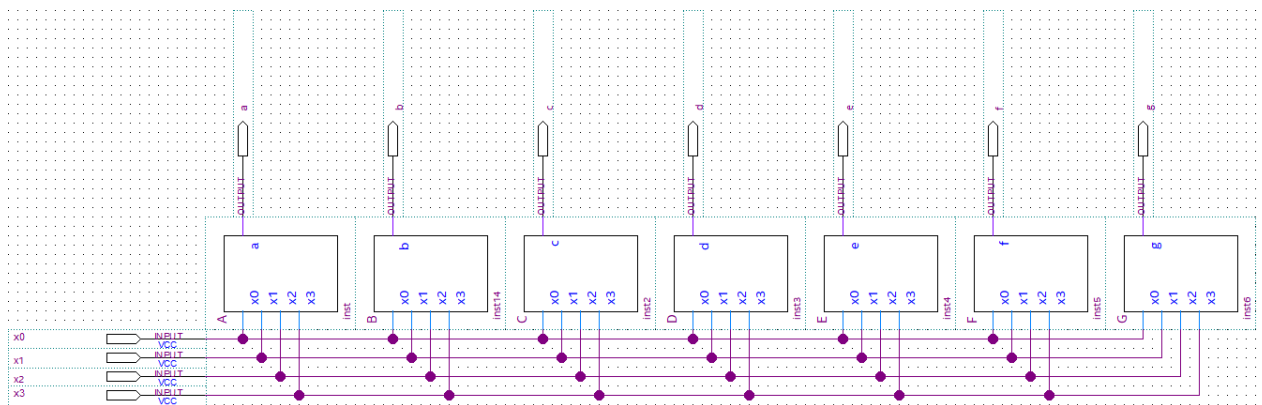 a b c d e f g
OUTPUT OUTPUT OUTPUT OUTPUT OUTPUT OUTPUT OUTPUT
a b c d e f g
x0 x1 x2 x3 x0 x1 x2 x3 x0 x1 x2 x3 x0 x1 x2 x3 x0 x1 x2 x3 x0 x1 x2 x3 x0 x1 x2 x3
A inst B inst14 C inst2 D inst3 E inst4 F inst5 G inst6
x0 INPUT
VCC
x1 INPUT
VCC
x2 INPUT
VCC
x3 INPUT
VCC